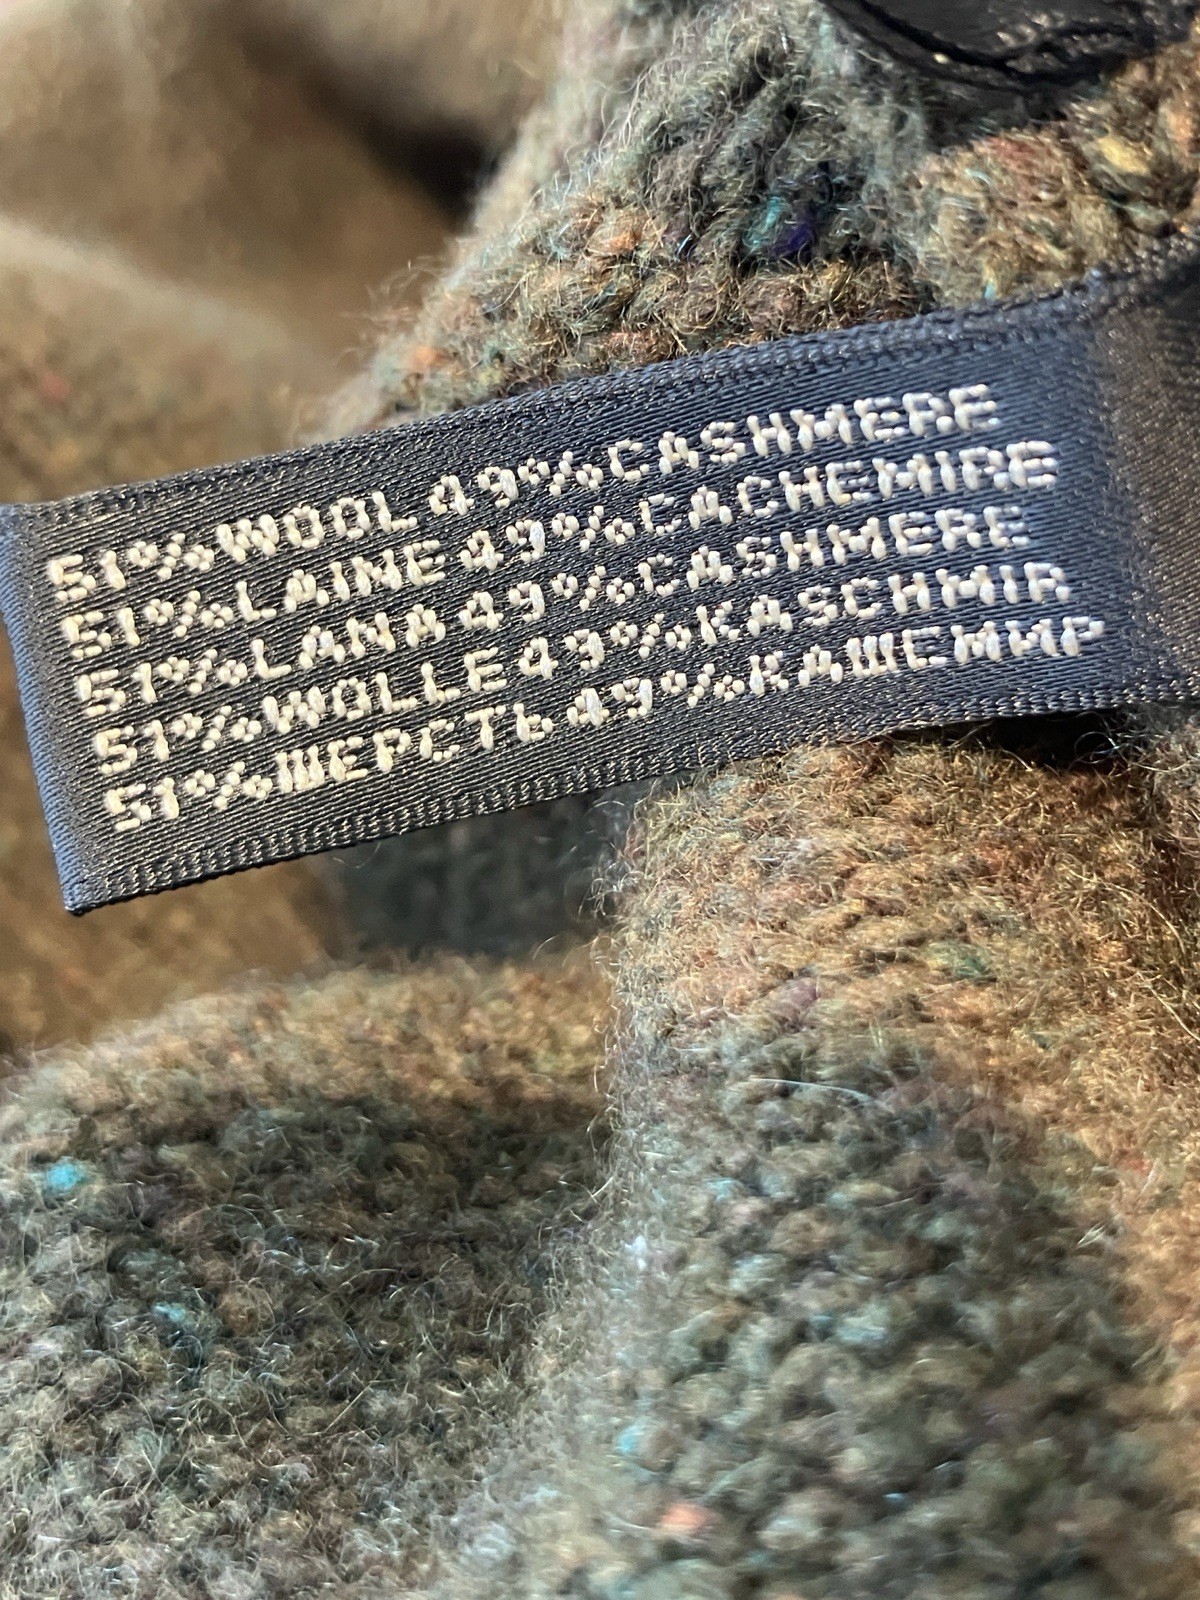 51% WOOL 49% CASHMERE
51% LAINE 49% CACHEMIRE
51% LANA 49% CASHMERE
51% WOLLE 49% KASCHMIR
51% ШЕРСТЬ 49% КАШЕМИР